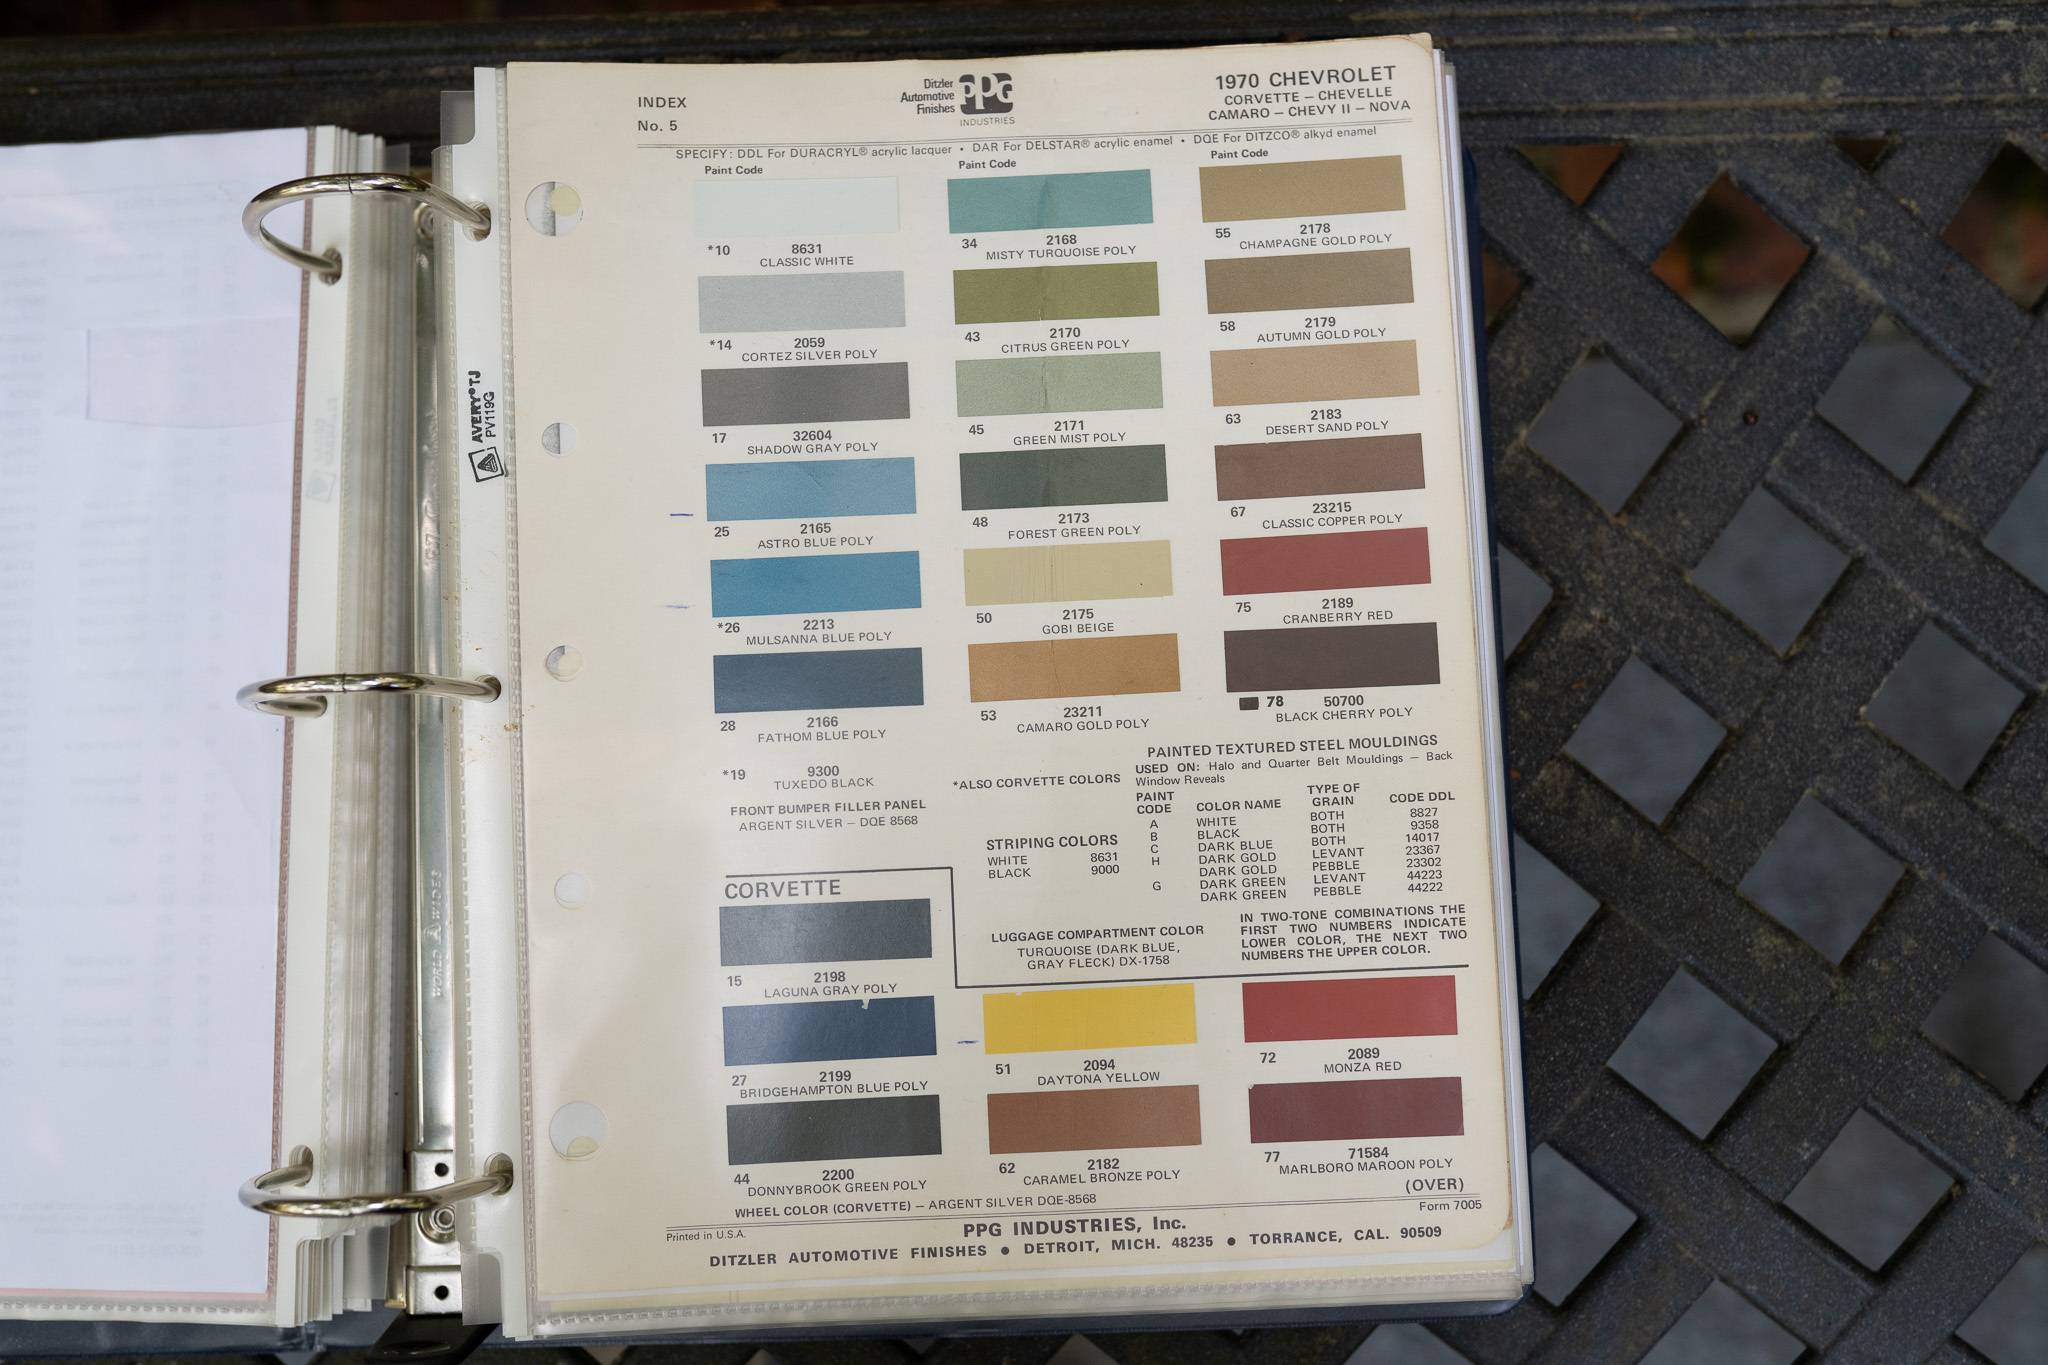 INDEX
No. 5
Ditzler
Automotive
Finishes
PPG
INDUSTRIES
1970 CHEVROLET
CORVETTE – CHEVELLE
CAMARO – CHEVY II – NOVA
SPECIFY: DDL For DURACRYL® acrylic lacquer • DAR For DELSTAR® acrylic enamel • DQE For DITZCO® alkyd enamel
Paint Code
*10 8631
CLASSIC WHITE
*14 2059
CORTEZ SILVER POLY
17 32604
SHADOW GRAY POLY
25 2165
ASTRO BLUE POLY
*26 2213
MULSANNA BLUE POLY
28 2166
FATHOM BLUE POLY
*19 9300
TUXEDO BLACK
FRONT BUMPER FILLER PANEL
ARGENT SILVER – DQE 8568
Paint Code
34 2168
MISTY TURQUOISE POLY
43 2170
CITRUS GREEN POLY
45 2171
GREEN MIST POLY
48 2173
FOREST GREEN POLY
50 2175
GOBI BEIGE
53 23211
CAMARO GOLD POLY
*ALSO CORVETTE COLORS
STRIPING COLORS
WHITE 8631
BLACK 9000
Paint Code
55 2178
CHAMPAGNE GOLD POLY
58 2179
AUTUMN GOLD POLY
63 2183
DESERT SAND POLY
67 23215
CLASSIC COPPER POLY
75 2189
CRANBERRY RED
78 50700
BLACK CHERRY POLY
PAINTED TEXTURED STEEL MOULDINGS
USED ON: Halo and Quarter Belt Mouldings – Back
Window Reveals
PAINT CODE COLOR NAME TYPE OF GRAIN CODE DDL
A WHITE BOTH 8827
B BLACK BOTH 9358
C DARK BLUE BOTH 14017
H DARK GOLD LEVANT 23367
DARK GOLD PEBBLE 23302
G DARK GREEN LEVANT 44223
DARK GREEN PEBBLE 44222
LUGGAGE COMPARTMENT COLOR
TURQUOISE (DARK BLUE,
GRAY FLECK) DX-1758
IN TWO-TONE COMBINATIONS THE
FIRST TWO NUMBERS INDICATE
LOWER COLOR, THE NEXT TWO
NUMBERS THE UPPER COLOR.
CORVETTE
15 2198
LAGUNA GRAY POLY
27 2199
BRIDGEHAMPTON BLUE POLY
44 2200
DONNYBROOK GREEN POLY
51 2094
DAYTONA YELLOW
62 2182
CARAMEL BRONZE POLY
72 2089
MONZA RED
77 71584
MARLBORO MAROON POLY
WHEEL COLOR (CORVETTE) – ARGENT SILVER DQE-8568
(OVER)
Form 7005
Printed in U.S.A.
PPG INDUSTRIES, Inc.
DITZLER AUTOMOTIVE FINISHES • DETROIT, MICH. 48235 • TORRANCE, CAL. 90509
AVERY® TJ
PV119G
WORLD WIDES